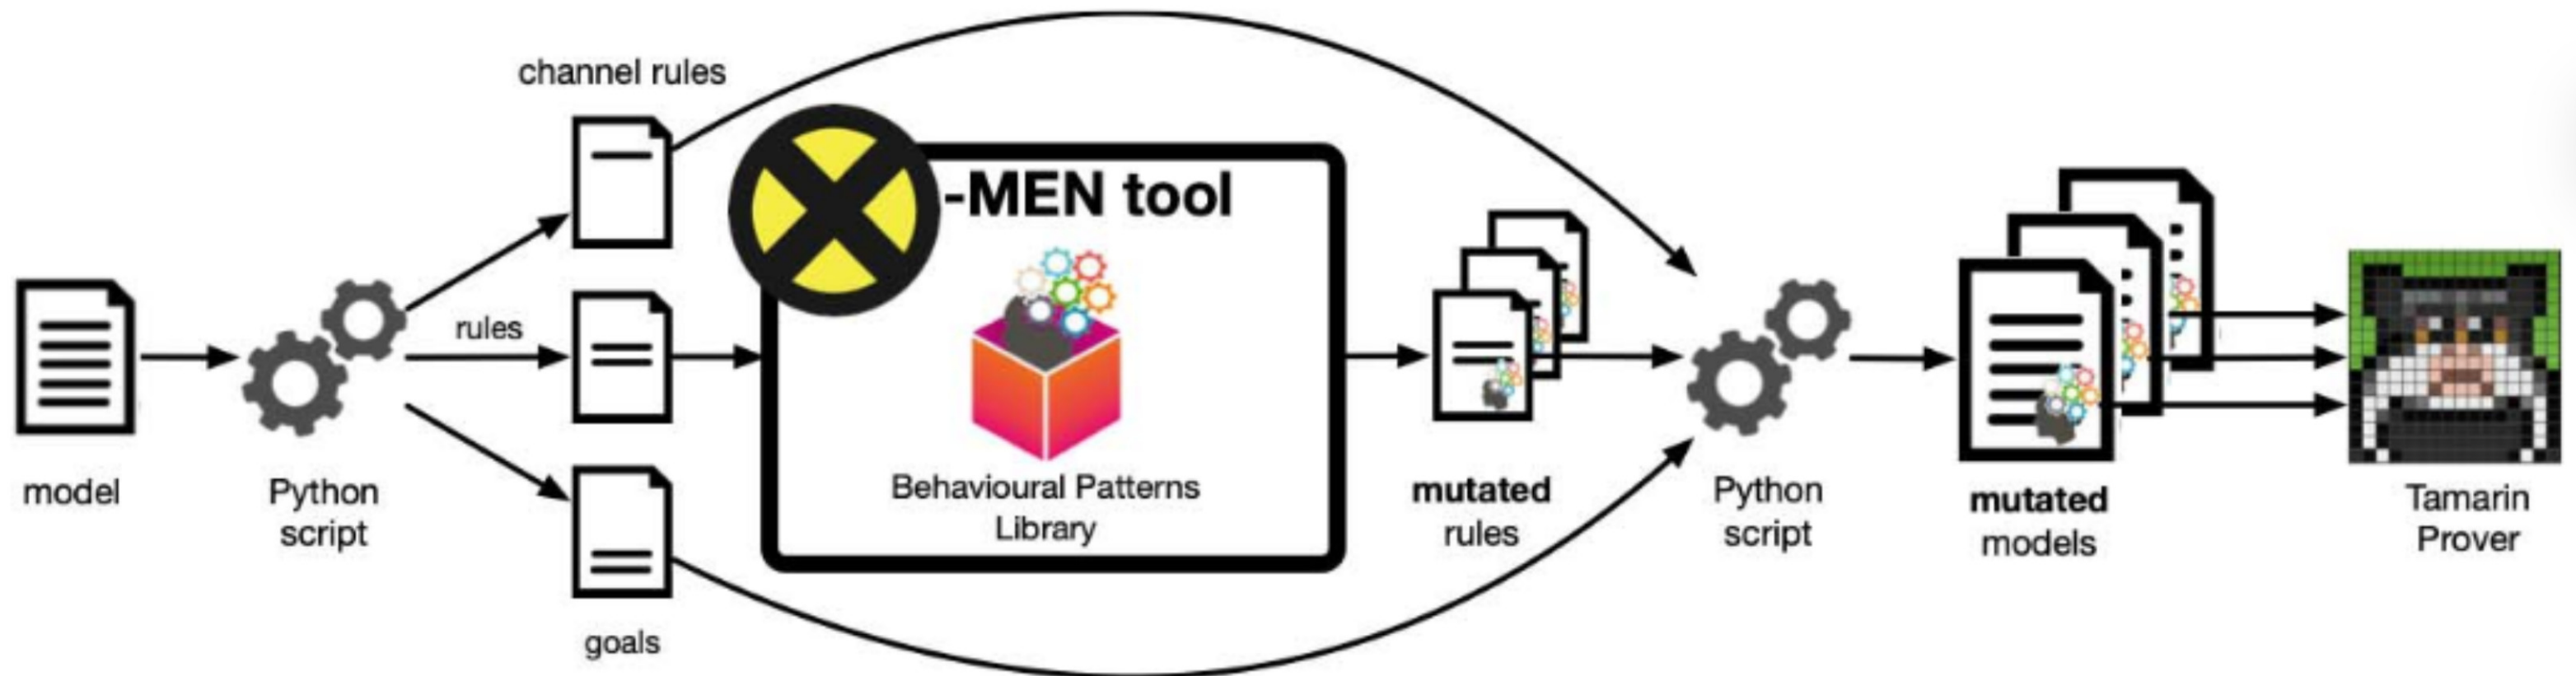 channel rules
-MEN tool
rules
Behavioural Patterns
Library
model
Python
script
goals
mutated
rules
Python
script
mutated
models
Tamarin
Prover